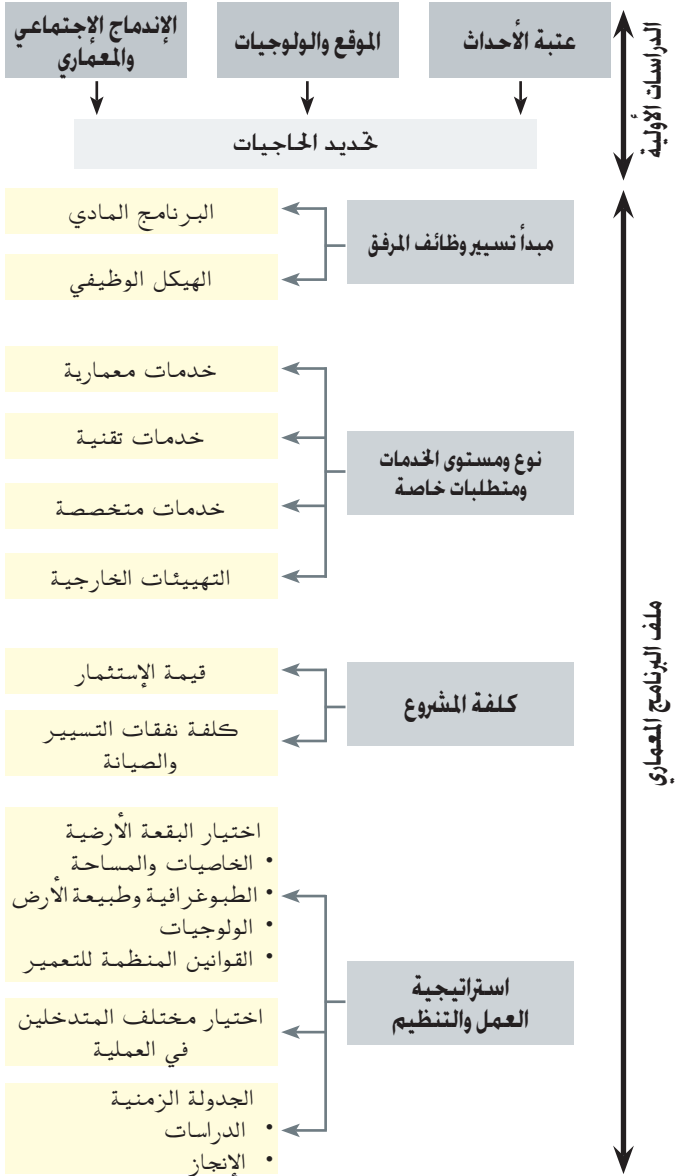 الدراسات الأولية
عتبة الأحداث
الموقع والولوجيات
الإندماج الإجتماعي
والمعماري
تحديد الحاجيات
ملف البرنامج المعماري
مبدأ تسيير وظائف المرفق
البرنامج المادي
الهيكل الوظيفي
نوع ومستوى الخدمات
ومتطلبات خاصة
خدمات معمارية
خدمات تقنية
خدمات متخصصة
التهييئات الخارجية
كلفة المشروع
قيمة الإستثمار
كلفة نفقات التسيير
والصيانة
استراتيجية
العمل والتنظيم
اختيار البقعة الأرضية
• الخاصيات والمساحة
• الطبوغرافية وطبيعة الأرض
• الولوجيات
• القوانين المنظمة للتعمير
اختيار مختلف المتدخلين
في العملية
الجدولة الزمنية
• الدراسات
• الإنجاز